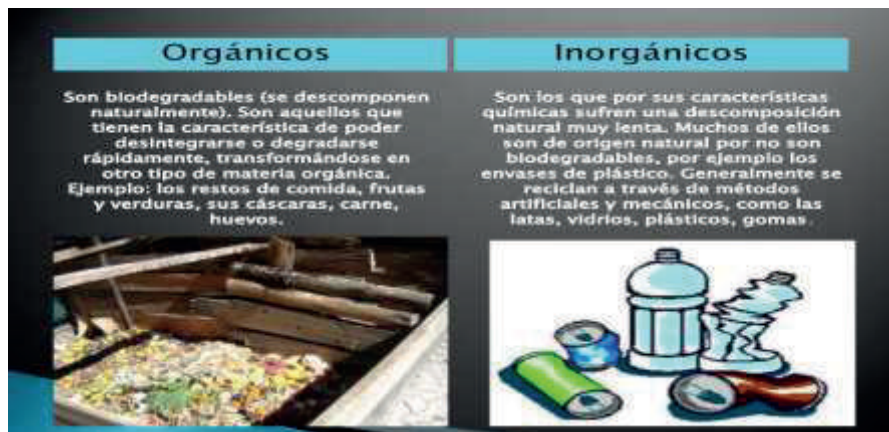 Orgánicos
Son biodegradables (se descomponen
naturalmente). Son aquellos que
tienen la característica de poder
desintegrarse o degradarse
rápidamente, transformándose en
otro tipo de materia orgánica.
Ejemplo: los restos de comida, frutas
y verduras, sus cáscaras, carne,
huevos.
Inorgánicos
Son los que por sus características
químicas sufren una descomposición
natural muy lenta. Muchos de ellos
son de origen natural por no son
biodegradables, por ejemplo los
envases de plástico. Generalmente se
reciclan a través de métodos
artificiales y mecánicos, como las
latas, vidrios, plásticos, gomas.